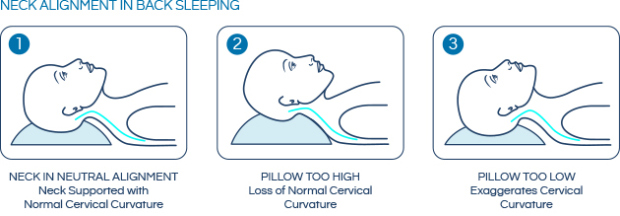 NECK ALIGNMENT IN BACK SLEEPING
1
2
3
NECK IN NEUTRAL ALIGNMENT
Neck Supported with
Normal Cervical Curvature
PILLOW TOO HIGH
Loss of Normal Cervical
Curvature
PILLOW TOO LOW
Exaggerates Cervical
Curvature